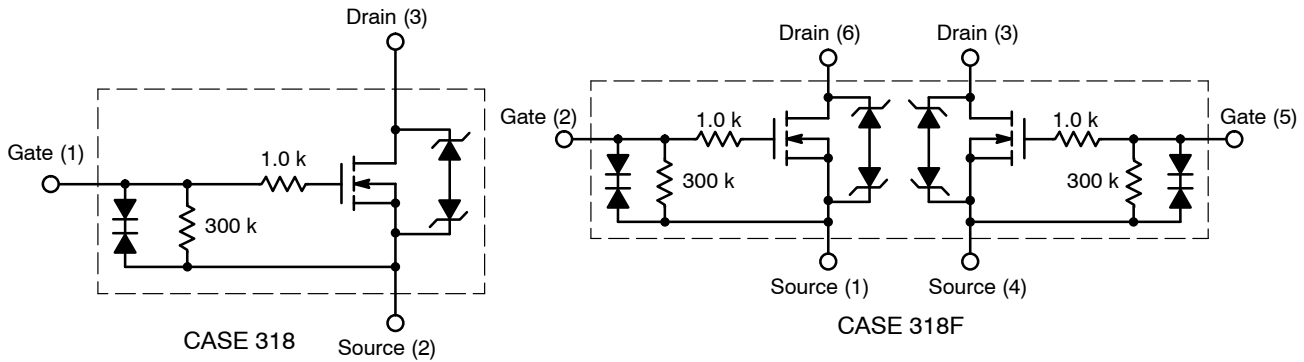 Drain (3)
Gate (1)
1.0 k
300 k
CASE 318
Source (2)
Drain (6)
Drain (3)
Gate (2)
1.0 k
1.0 k
Gate (5)
300 k
300 k
Source (1)
Source (4)
CASE 318F